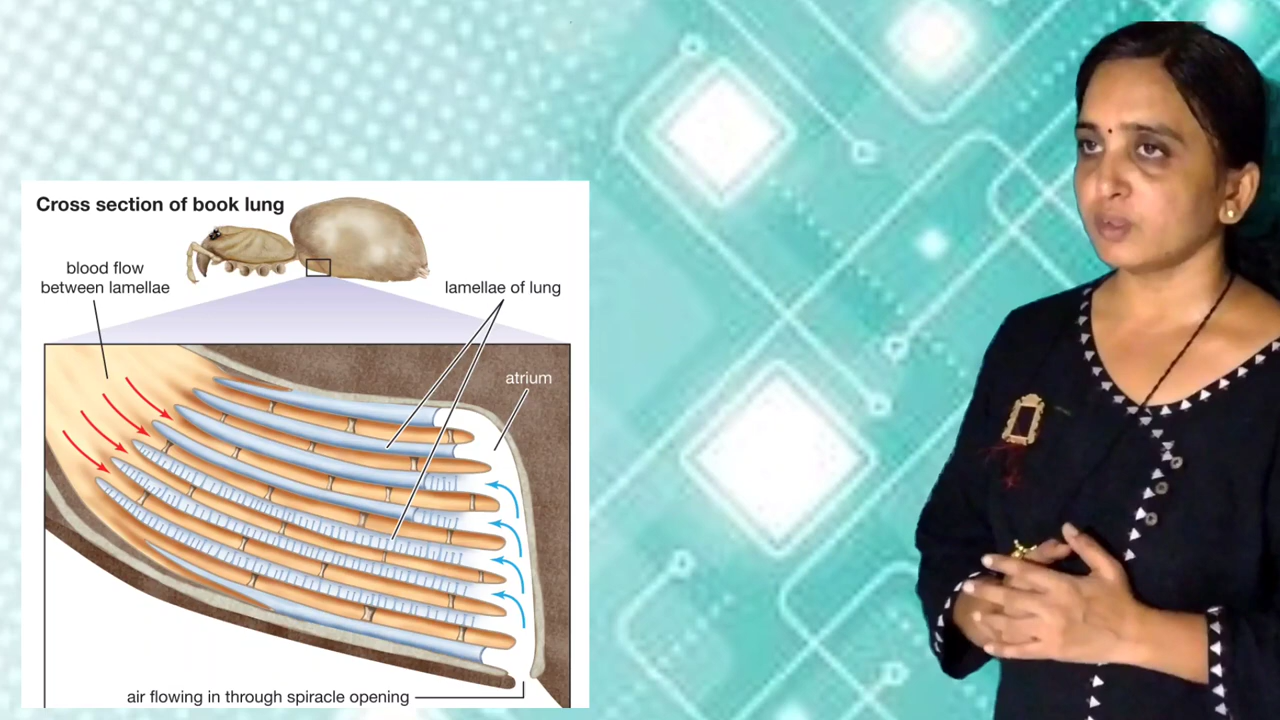 Cross section of book lung
blood flow
between lamellae
lamellae of lung
atrium
air flowing in through spiracle opening